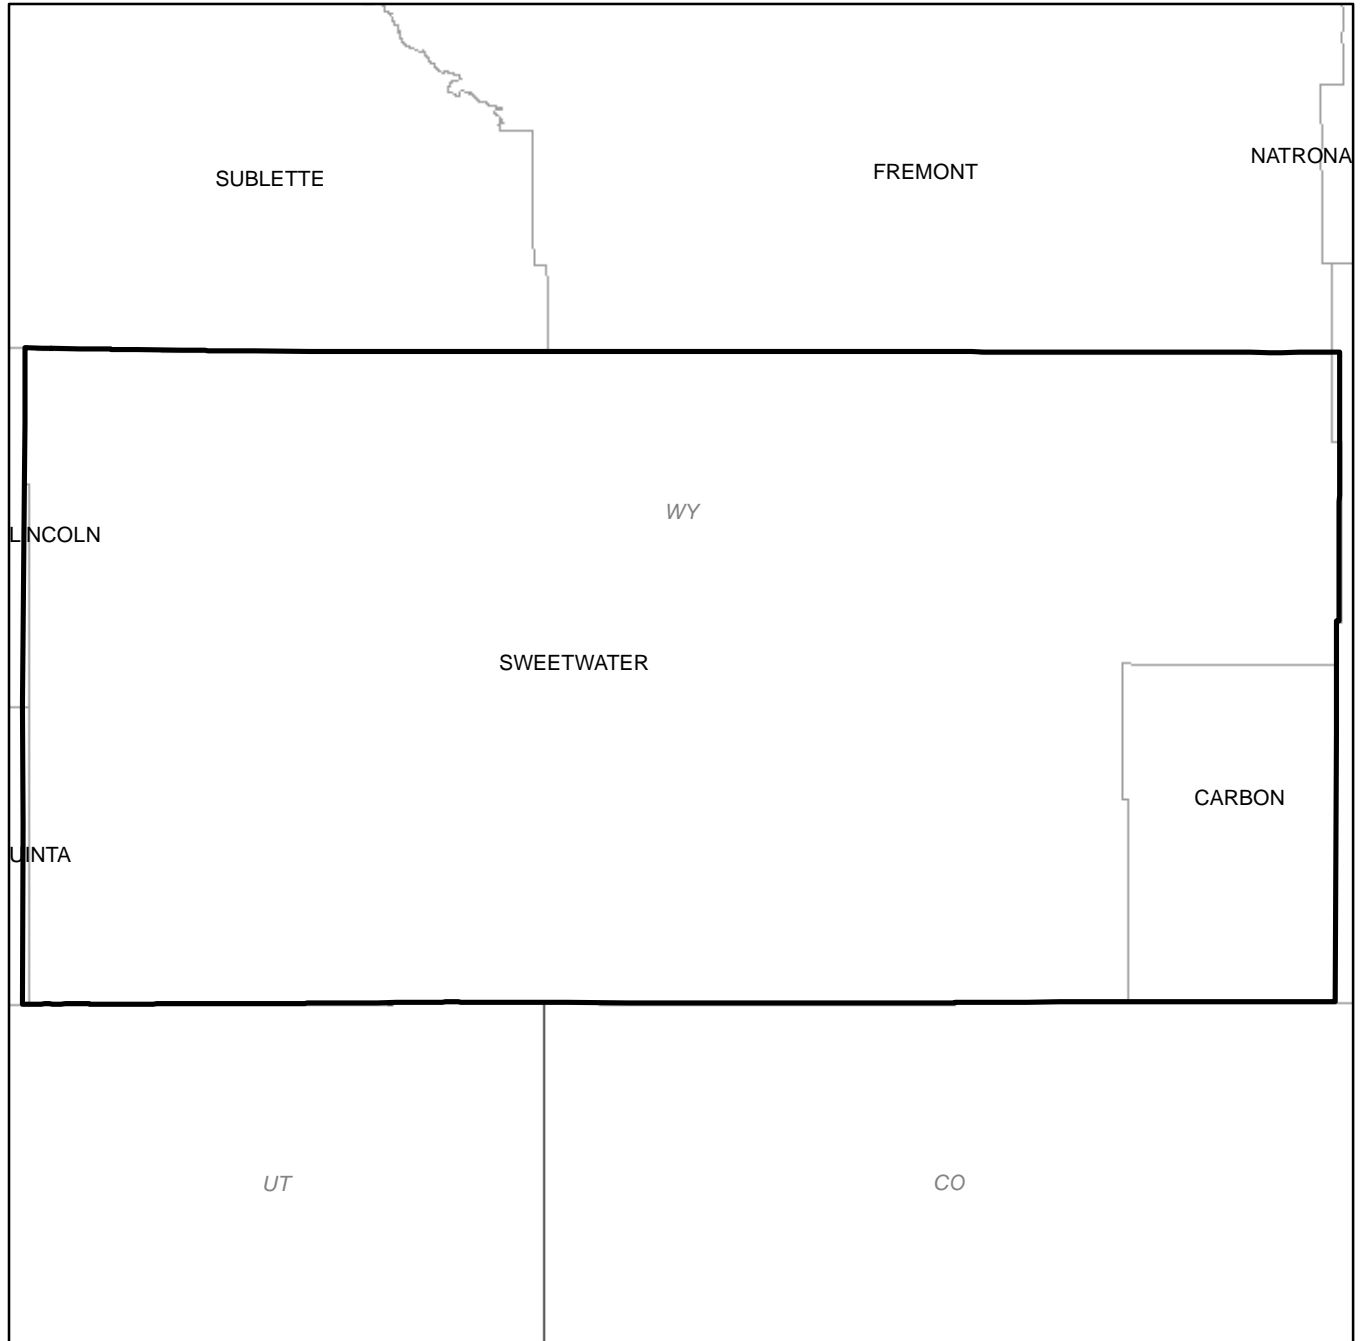 NATRONA
FREMONT
SUBLETTE
WY
LINCOLN
SWEETWATER
CARBON
UINTA
CO
UT